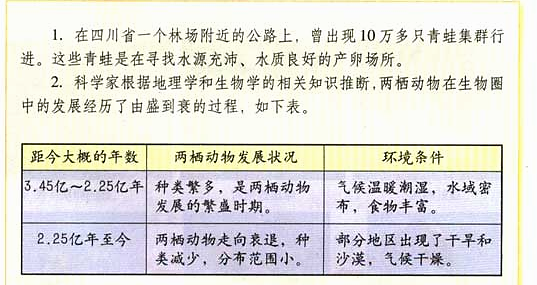 1. 在四川省一个林场附近的公路上，曾出现10万多只青蛙集群行
进。这些青蛙是在寻找水源充沛、水质良好的产卵场所。
2. 科学家根据地理学和生物学的相关知识推断，两栖动物在生物圈
中的发展经历了由盛到衰的过程，如下表。
距今大概的年数 两栖动物发展状况 环境条件
3.45亿～2.25亿年 种类繁多，是两栖动物 气候温暖潮湿，水域密
发展的繁盛时期。 布，食物丰富。
2.25亿年至今 两栖动物走向衰退，种 部分地区出现了干旱和
类减少，分布范围小。 沙漠，气候干燥。